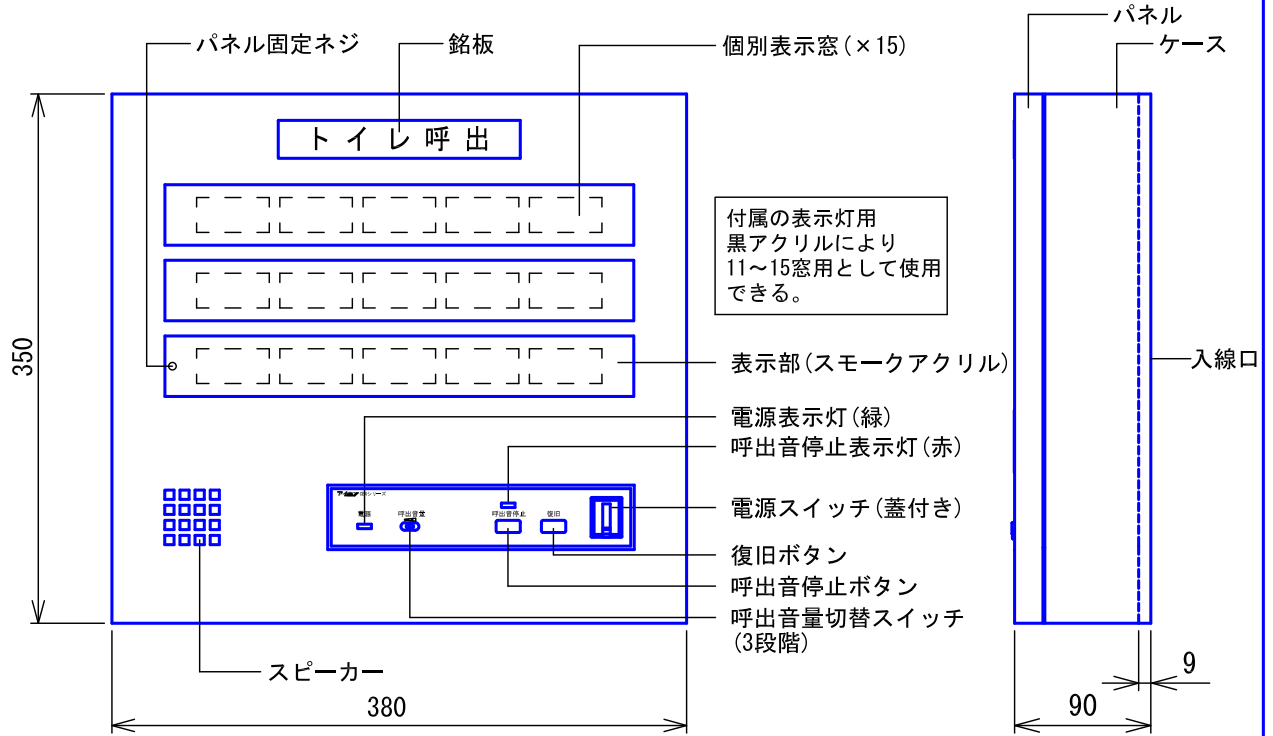 パネル
パネル固定ネジ
銘板
個別表示窓(×15)
ケース
トイレ呼出
付属の表示灯用
黒アクリルにより
11～15窓用として使用
できる。
350
表示部(スモークアクリル)
入線口
電源表示灯(緑)
呼出音停止表示灯(赤)
電源
呼出音量
呼出音停止
復旧
電源スイッチ(蓋付き)
復旧ボタン
呼出音停止ボタン
呼出音量切替スイッチ
(3段階)
スピーカー
9
380
90